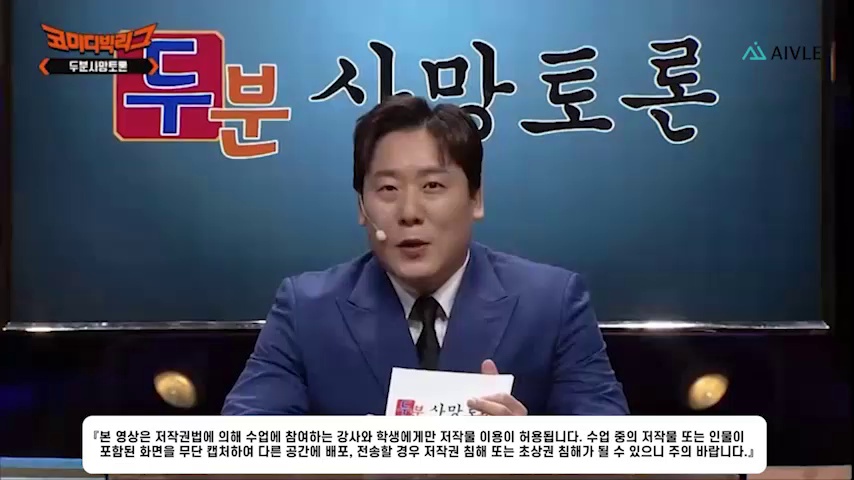 코미디빅리그
두분사망토론
AIVLE
두분 사망토론
두분 사망토론
『본 영상은 저작권법에 의해 수업에 참여하는 강사와 학생에게만 저작물 이용이 허용됩니다. 수업 중의 저작물 또는 인물이
포함된 화면을 무단 캡처하여 다른 공간에 배포, 전송할 경우 저작권 침해 또는 초상권 침해가 될 수 있으니 주의 바랍니다.』